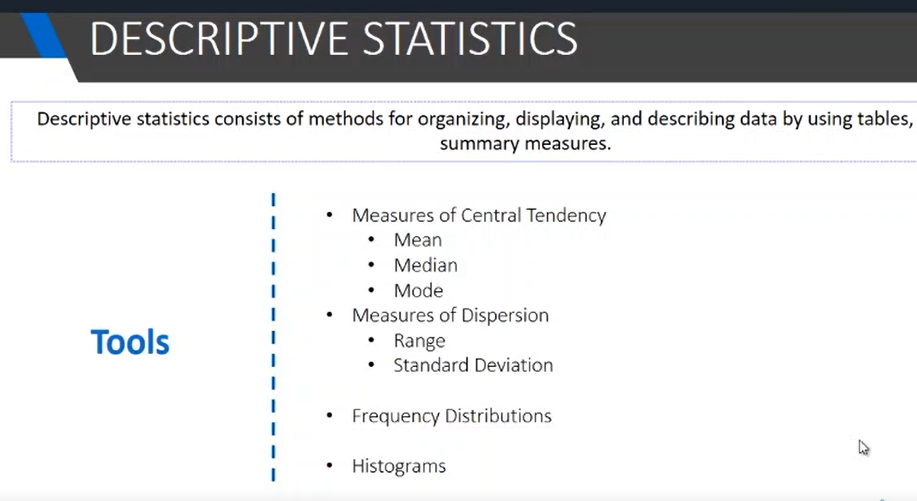 DESCRIPTIVE STATISTICS
Descriptive statistics consists of methods for organizing, displaying, and describing data by using tables,
summary measures.
Tools
• Measures of Central Tendency
• Mean
• Median
• Mode
• Measures of Dispersion
• Range
• Standard Deviation
• Frequency Distributions
• Histograms